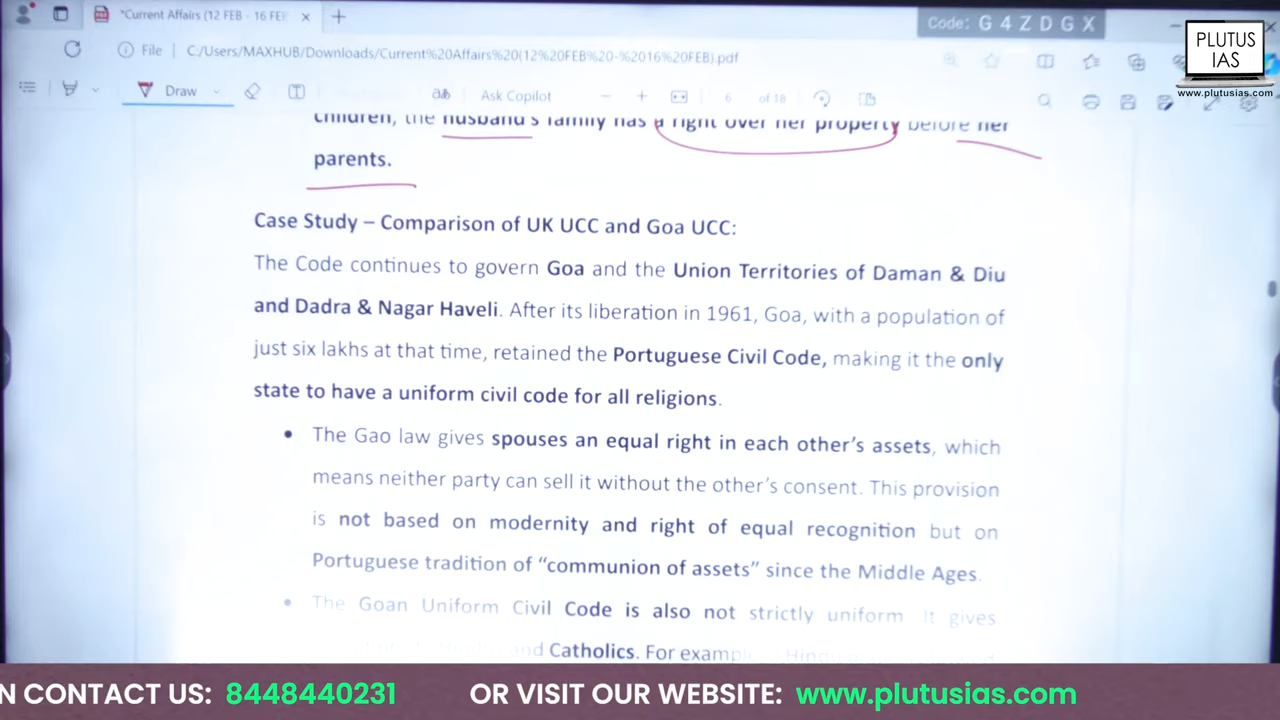 *Current Affairs (12 FEB - 16 FEB
Code: G 4 Z D G X
PLUTUS
IAS
www.plutusias.com
File C:/Users/MAXHUB/Downloads/Current%20Affairs%20(12%20FEB%20-%2016%20FEB).pdf
Draw
Ask Copilot
6 of 18
children, the husband's family has a right over her property before her
parents.
Case Study – Comparison of UK UCC and Goa UCC:
The Code continues to govern Goa and the Union Territories of Daman & Diu
and Dadra & Nagar Haveli. After its liberation in 1961, Goa, with a population of
just six lakhs at that time, retained the Portuguese Civil Code, making it the only
state to have a uniform civil code for all religions.
• The Gao law gives spouses an equal right in each other's assets, which
means neither party can sell it without the other's consent. This provision
is not based on modernity and right of equal recognition but on
Portuguese tradition of "communion of assets" since the Middle Ages.
• The Goan Uniform Civil Code is also not strictly uniform. It gives
and Catholics. For example
N CONTACT US: 8448440231 OR VISIT OUR WEBSITE: www.plutusias.com